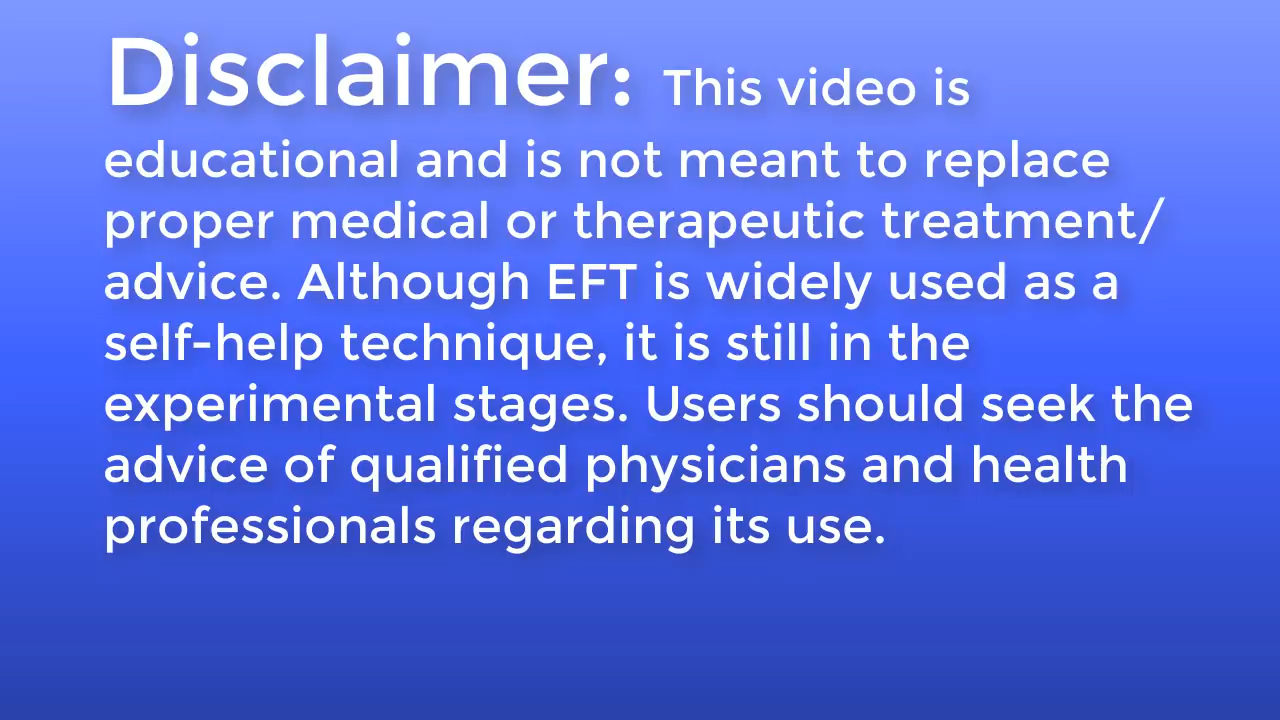 Disclaimer: This video is
educational and is not meant to replace
proper medical or therapeutic treatment/
advice. Although EFT is widely used as a
self-help technique, it is still in the
experimental stages. Users should seek the
advice of qualified physicians and health
professionals regarding its use.